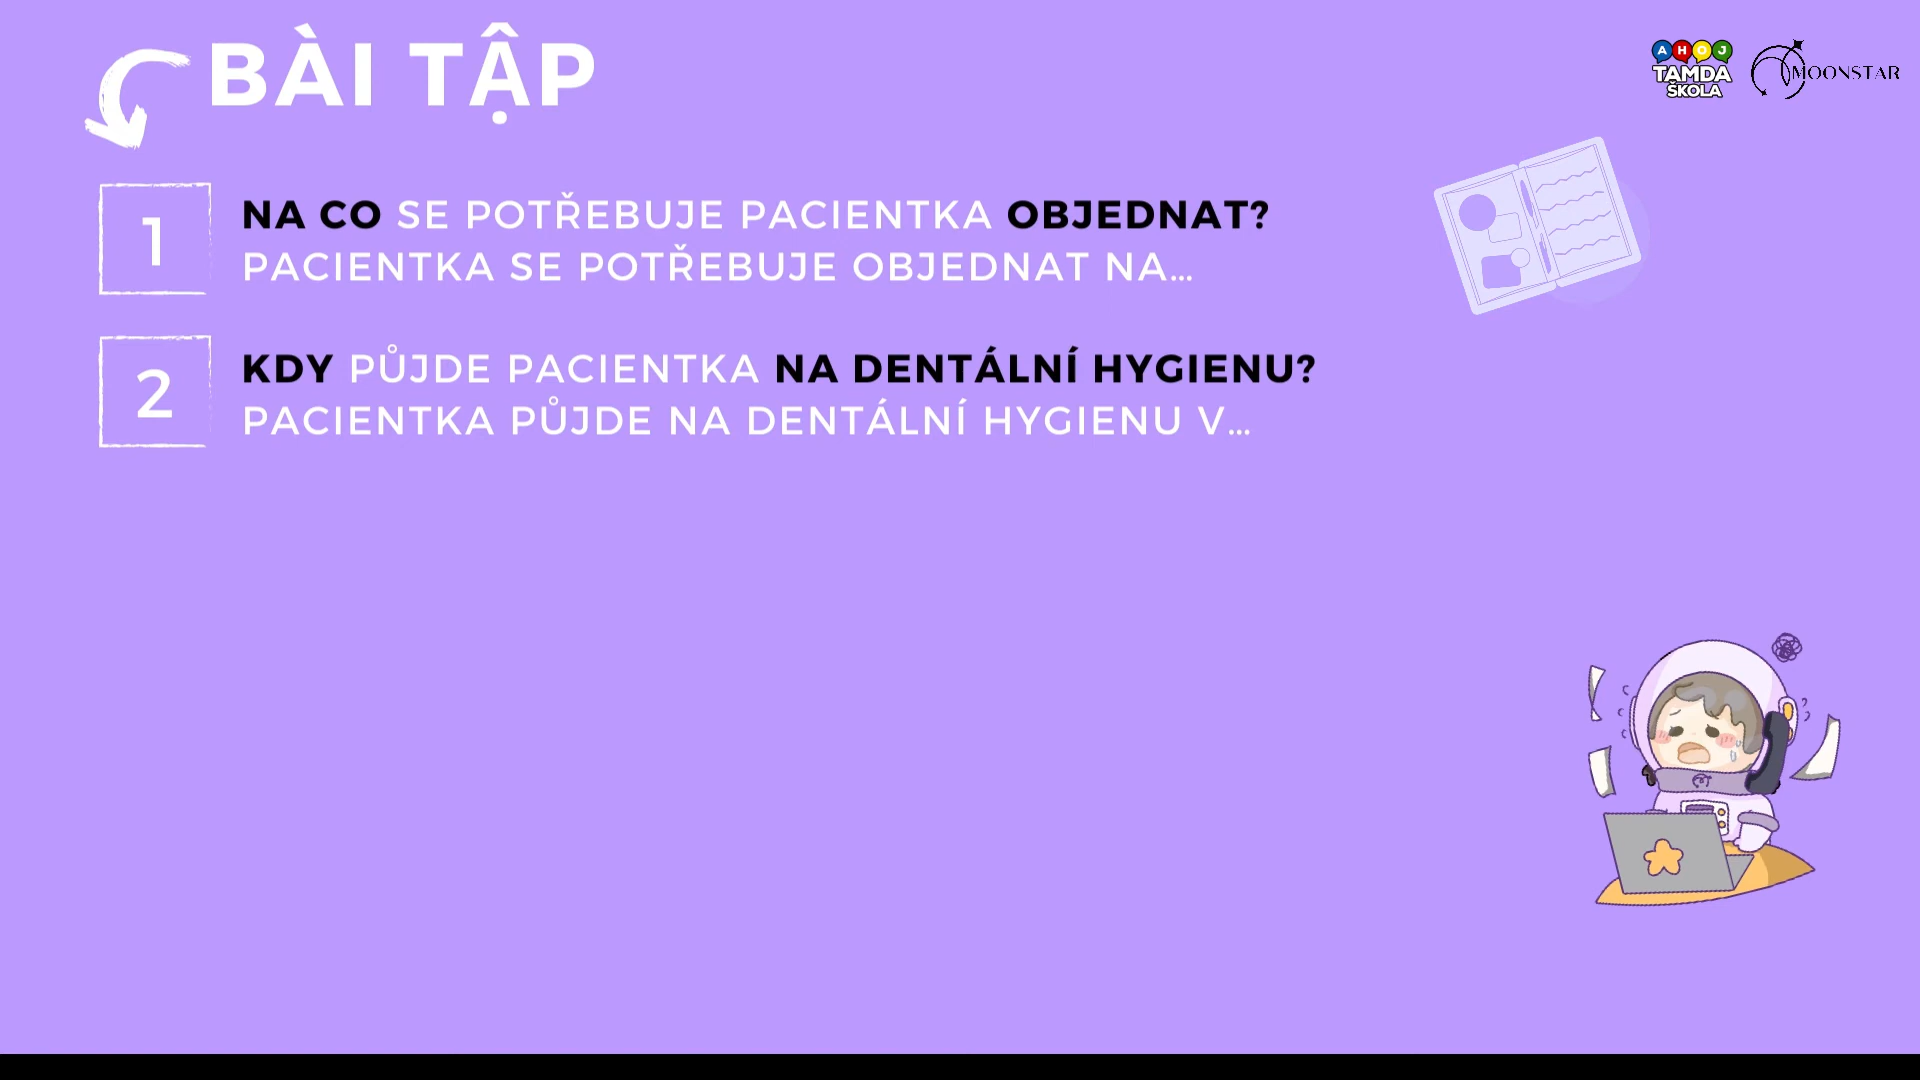 BÀI TẬP
AHOJ
TAMDA
ŠKOLA
MOONSTAR
1
NA CO SE POTŘEBUJE PACIENTKA OBJEDNAT?
PACIENTKA SE POTŘEBUJE OBJEDNAT NA...
2
KDY PŮJDE PACIENTKA NA DENTÁLNÍ HYGIENU?
PACIENTKA PŮJDE NA DENTÁLNÍ HYGIENU V...